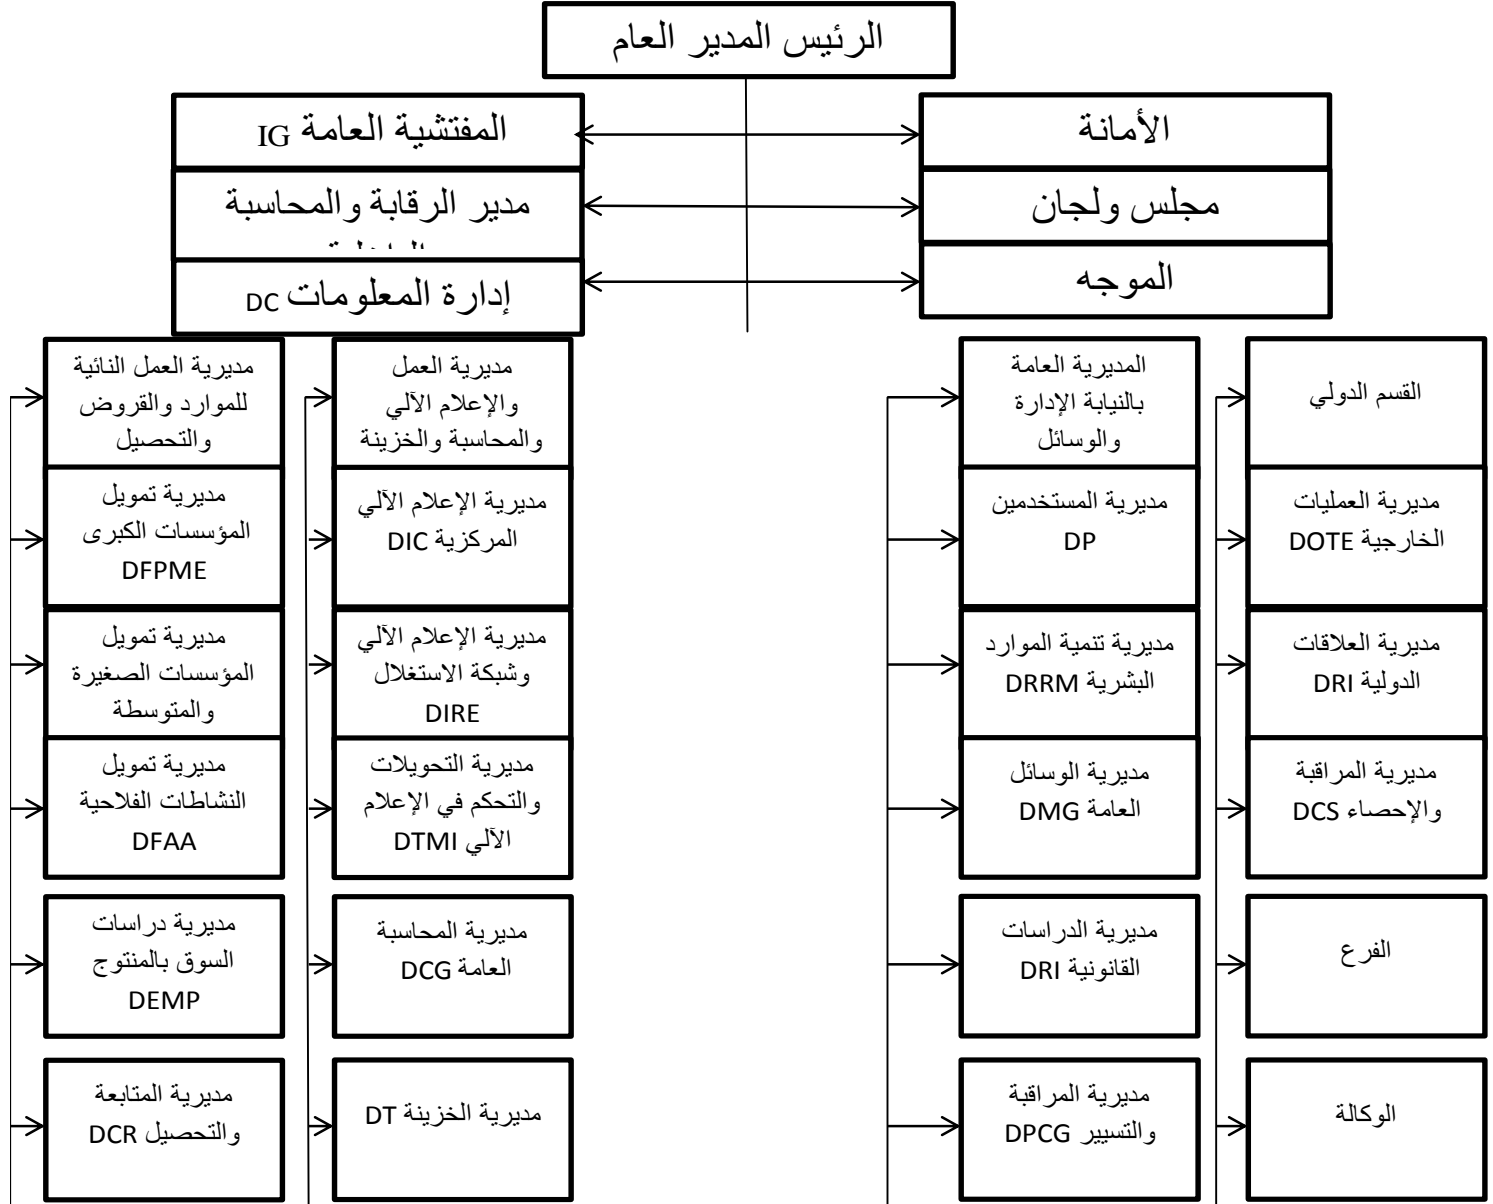 الرئيس المدير العام
الأمانة
المفتشية العامة IG
مجلس ولجان
مدير الرقابة والمحاسبة
الموجه
إدارة المعلومات DC
القسم الدولي
مديرية العمليات
الخارجية DOTE
مديرية العلاقات
الدولية DRI
مديرية المراقبة
والإحصاء DCS
الفرع
الوكالة
المديرية العامة
بالنيابة الإدارة
والوسائل
مديرية المستخدمين
DP
مديرية تنمية الموارد
البشرية DRRM
مديرية الوسائل
العامة DMG
مديرية الدراسات
القانونية DRI
مديرية المراقبة
والتسيير DPCG
مديرية العمل
والإعلام الآلي
والمحاسبة والخزينة
مديرية الإعلام الآلي
المركزية DIC
مديرية الإعلام الآلي
وشبكة الاستغلال
DIRE
مديرية التحويلات
والتحكم في الإعلام
الآلي DTMI
مديرية المحاسبة
العامة DCG
مديرية الخزينة DT
مديرية العمل النائية
للموارد والقروض
والتحصيل
مديرية تمويل
المؤسسات الكبرى
DFPME
مديرية تمويل
المؤسسات الصغيرة
والمتوسطة
مديرية تمويل
النشاطات الفلاحية
DFAA
مديرية دراسات
السوق بالمنتوج
DEMP
مديرية المتابعة
والتحصيل DCR